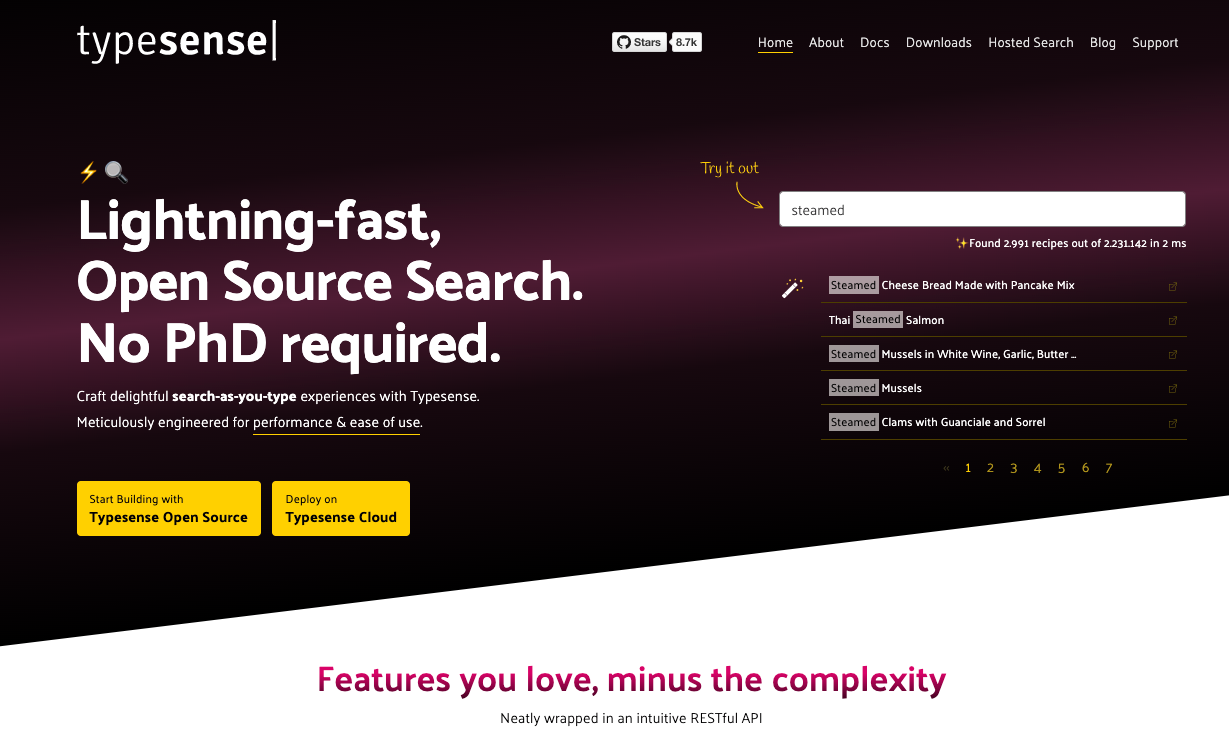 typesense|
Stars 8.7k
Home About Docs Downloads Hosted Search Blog Support
Lightning-fast,
Open Source Search.
No PhD required.
Craft delightful search-as-you-type experiences with Typesense.
Meticulously engineered for performance & ease of use.
Start Building with
Typesense Open Source
Deploy on
Typesense Cloud
Try it out
steamed
✨Found 2.991 recipes out of 2.231.142 in 2 ms
Steamed Cheese Bread Made with Pancake Mix
Thai Steamed Salmon
Steamed Mussels in White Wine, Garlic, Butter ...
Steamed Mussels
Steamed Clams with Guanciale and Sorrel
« 1 2 3 4 5 6 7
Features you love, minus the complexity
Neatly wrapped in an intuitive RESTful API